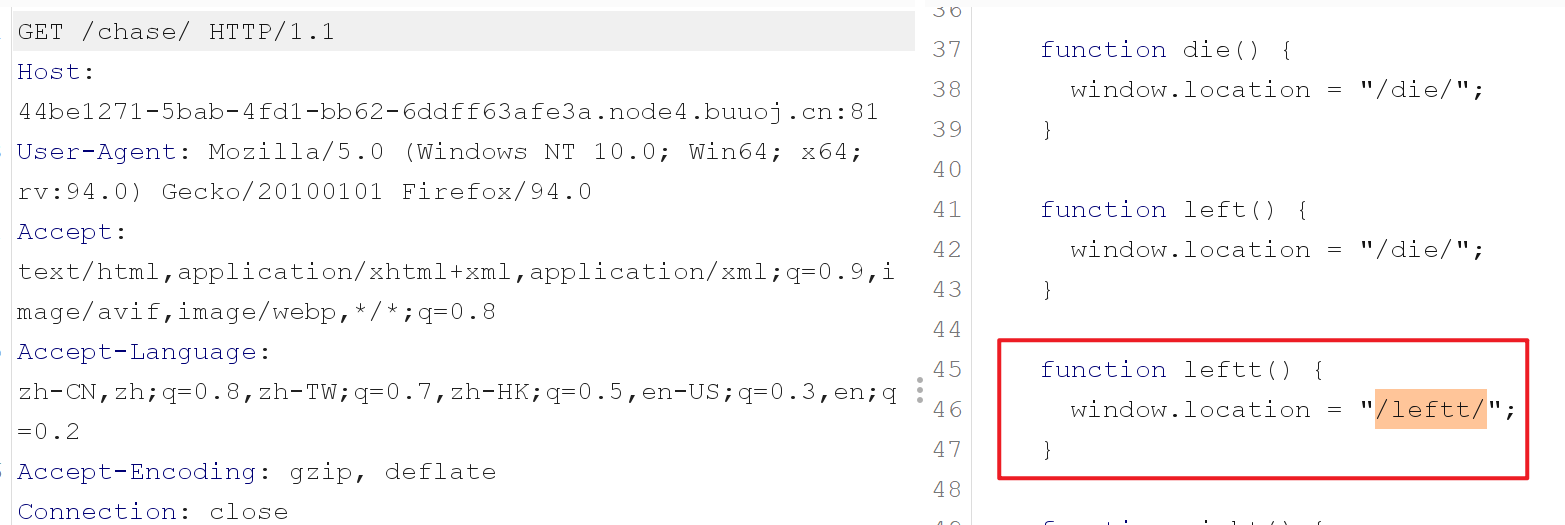 GET /chase/ HTTP/1.1
Host:
44be1271-5bab-4fd1-bb62-6ddff63afe3a.node4.buuoj.cn:81
User-Agent: Mozilla/5.0 (Windows NT 10.0; Win64; x64;
rv:94.0) Gecko/20100101 Firefox/94.0
Accept:
text/html,application/xhtml+xml,application/xml;q=0.9,i
mage/avif,image/webp,*/*;q=0.8
Accept-Language:
zh-CN,zh;q=0.8,zh-TW;q=0.7,zh-HK;q=0.5,en-US;q=0.3,en;q
=0.2
Accept-Encoding: gzip, deflate
Connection: close
36
37 function die() {
38 window.location = "/die/";
39 }
40
41 function left() {
42 window.location = "/die/";
43 }
44
45 function leftt() {
46 window.location = "/leftt/";
47 }
48